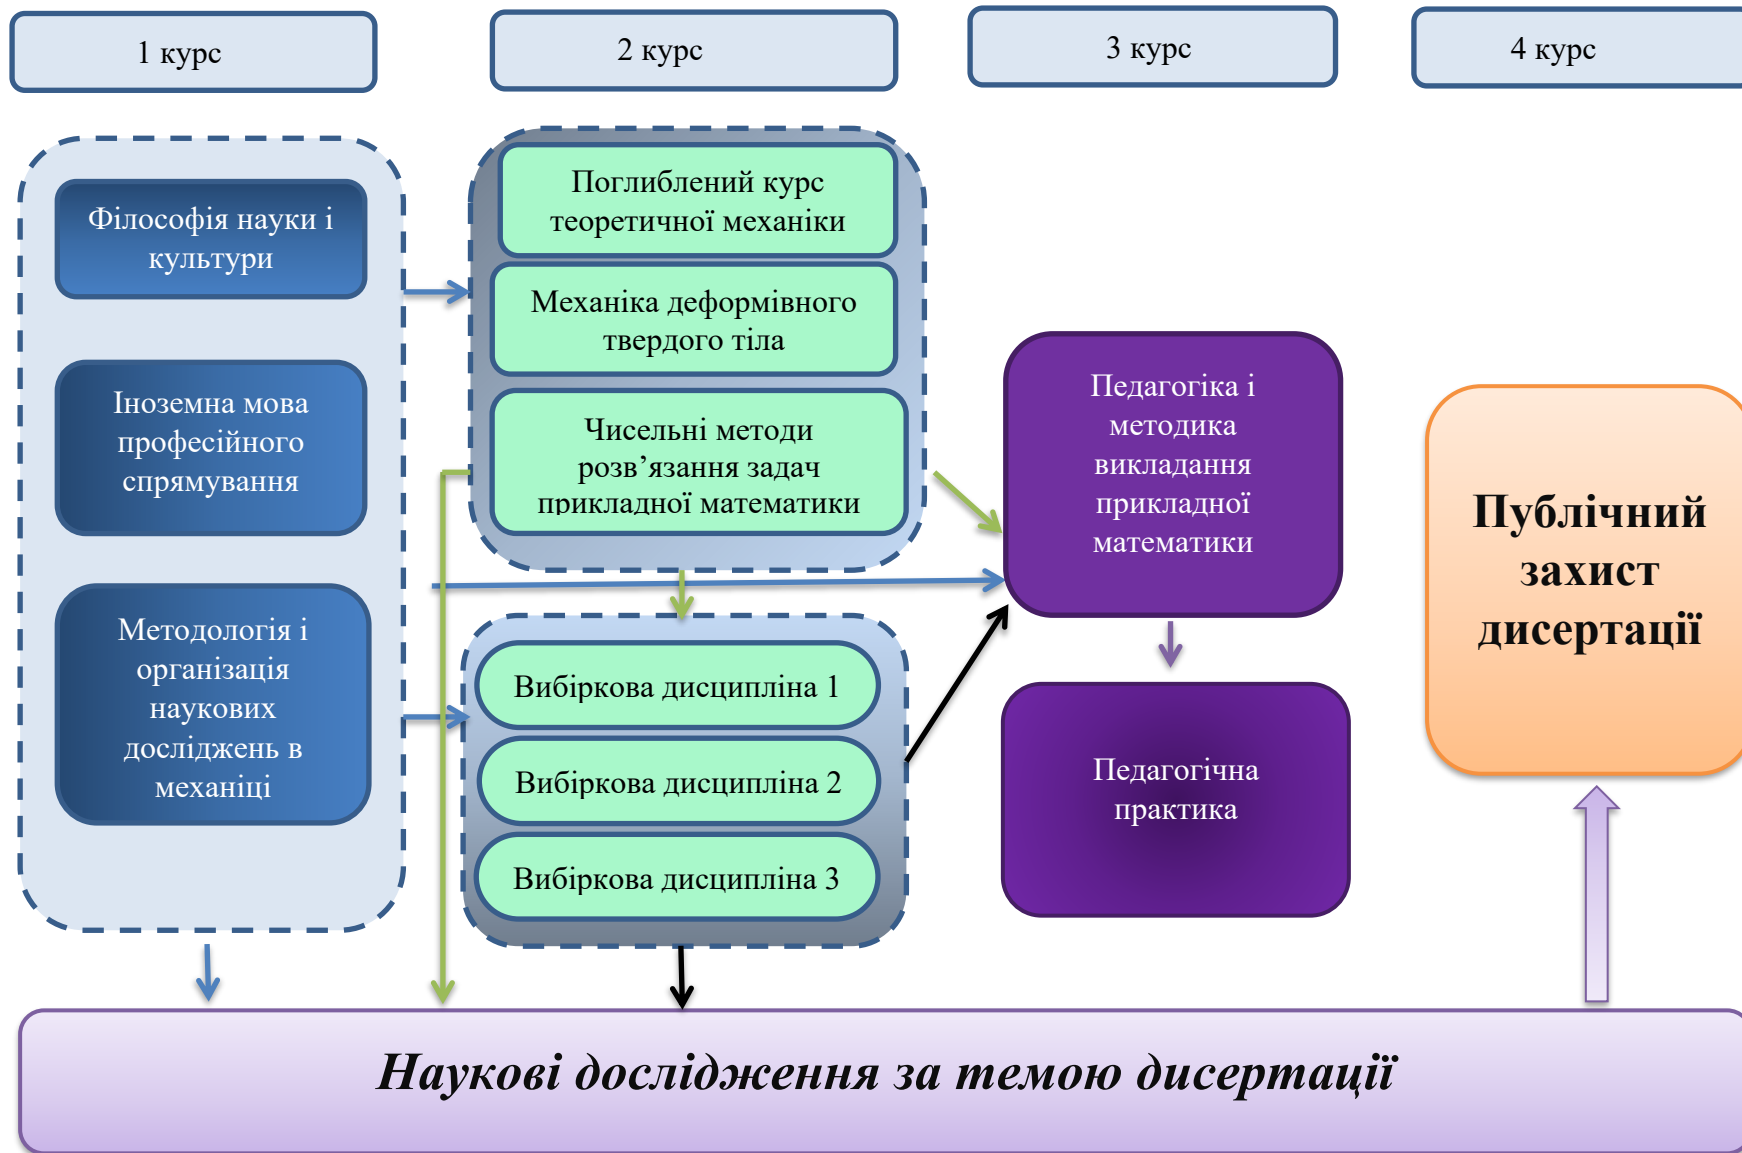 1 курс
2 курс
3 курс
4 курс
Філософія науки і
культури
Іноземна мова
професійного
спрямування
Методологія і
організація
наукових
досліджень в
механіці
Поглиблений курс
теоретичної механіки
Механіка деформівного
твердого тіла
Чисельні методи
розв’язання задач
прикладної математики
Вибіркова дисципліна 1
Вибіркова дисципліна 2
Вибіркова дисципліна 3
Педагогіка і
методика
викладання
прикладної
математики
Педагогічна
практика
Публічний
захист
дисертації
Наукові дослідження за темою дисертації